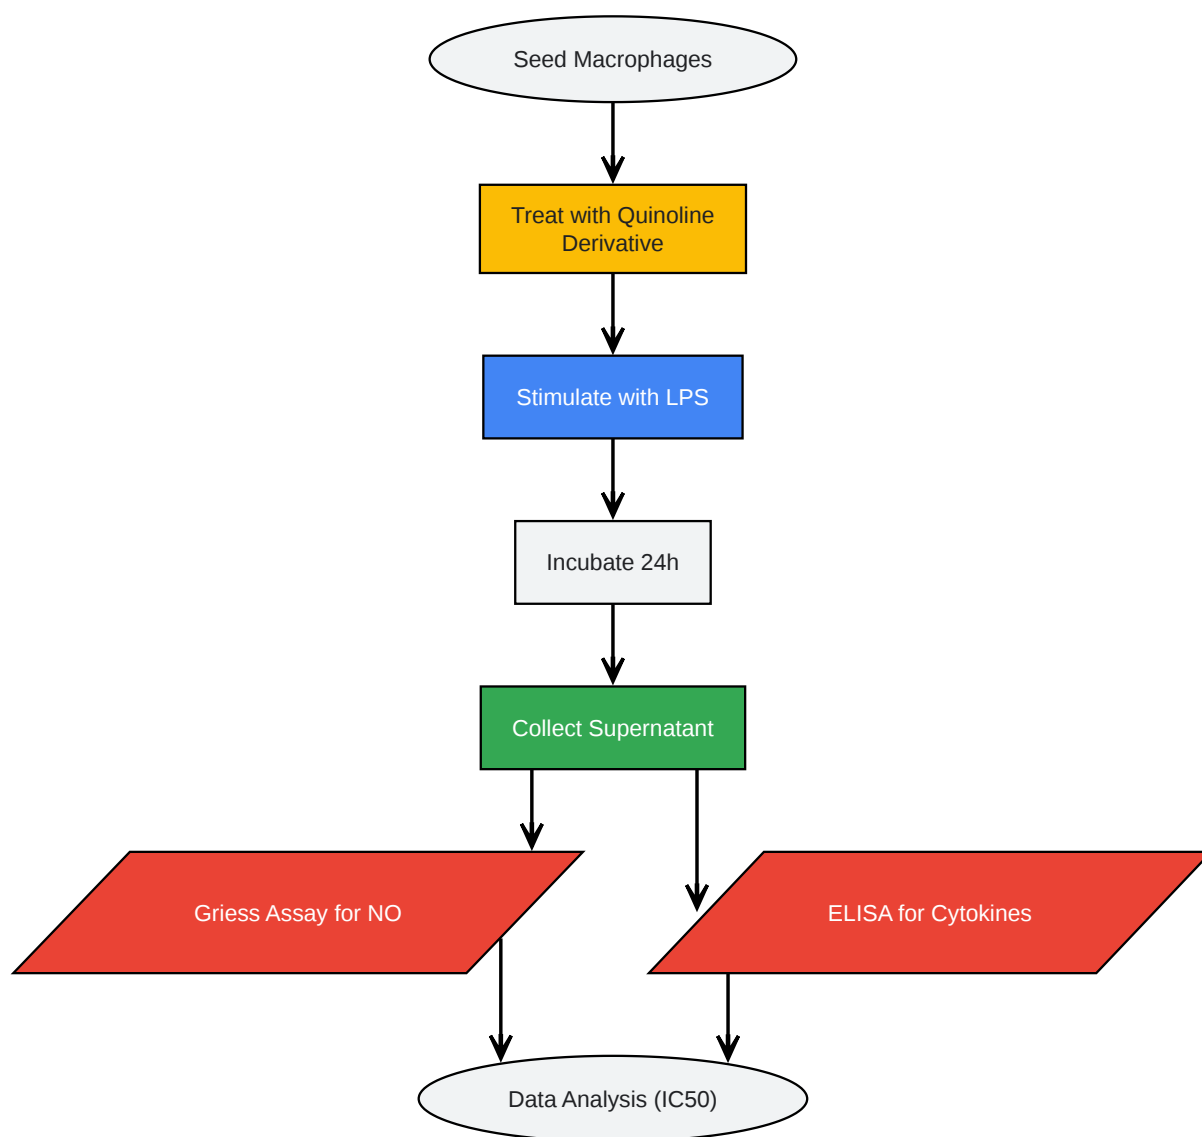 Seed Macrophages
Treat with Quinoline
Derivative
Stimulate with LPS
Incubate 24h
Collect Supernatant
Griess Assay for NO
ELISA for Cytokines
Data Analysis (IC50)